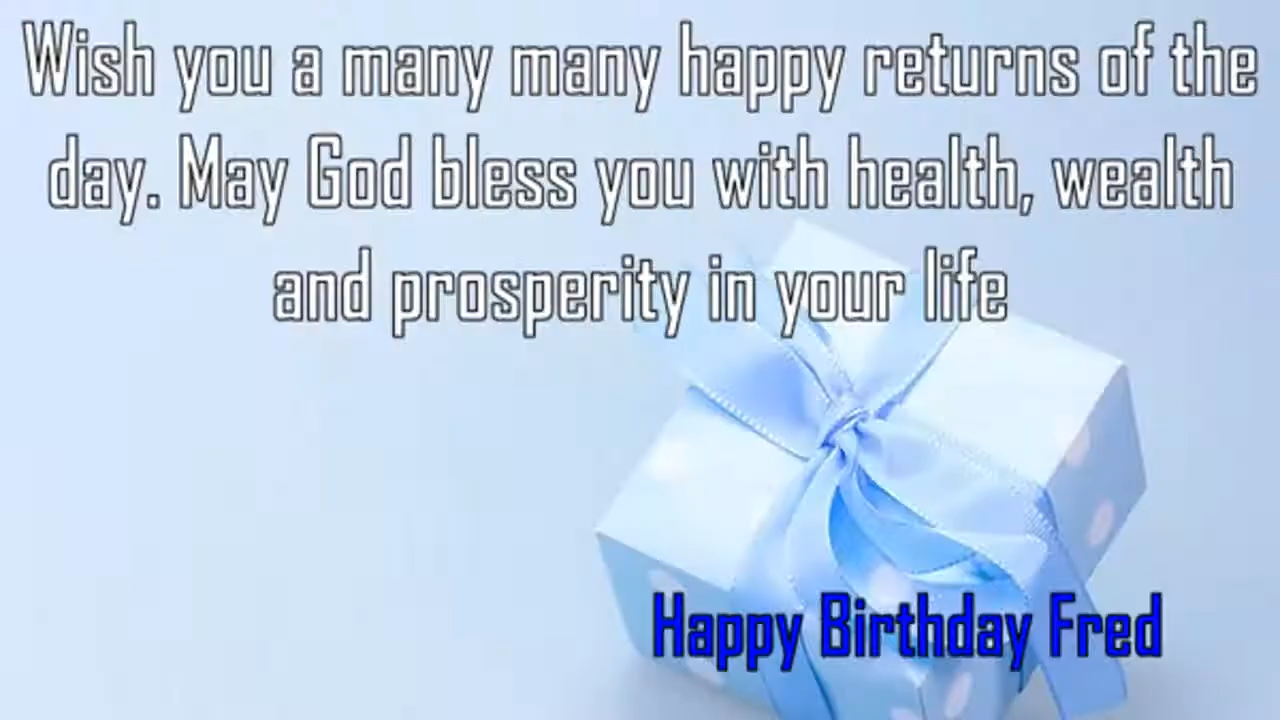 Wish you a many many happy returns of the
day. May God bless you with health, wealth
and prosperity in your life
Happy Birthday Fred